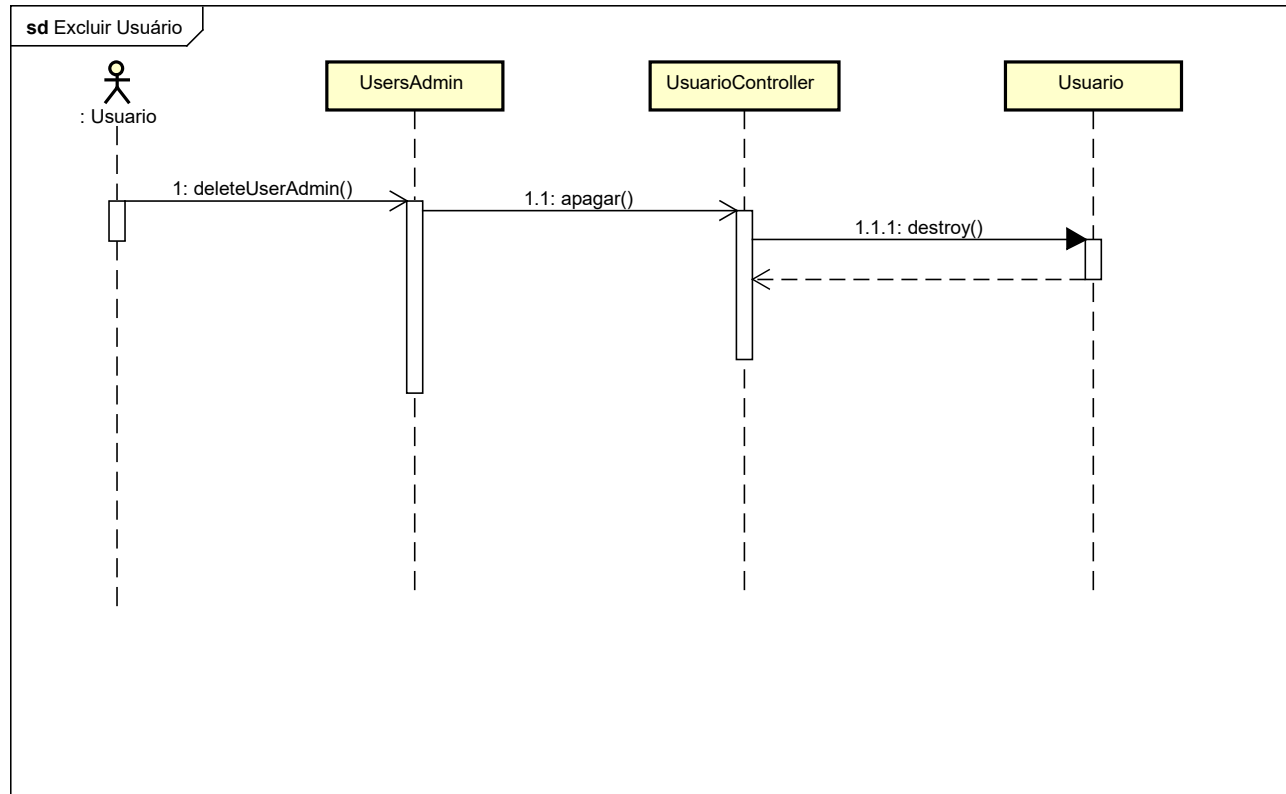 sd Excluir Usuário
: Usuario
UsersAdmin
UsuarioController
Usuario
1: deleteUserAdmin()
1.1: apagar()
1.1.1: destroy()